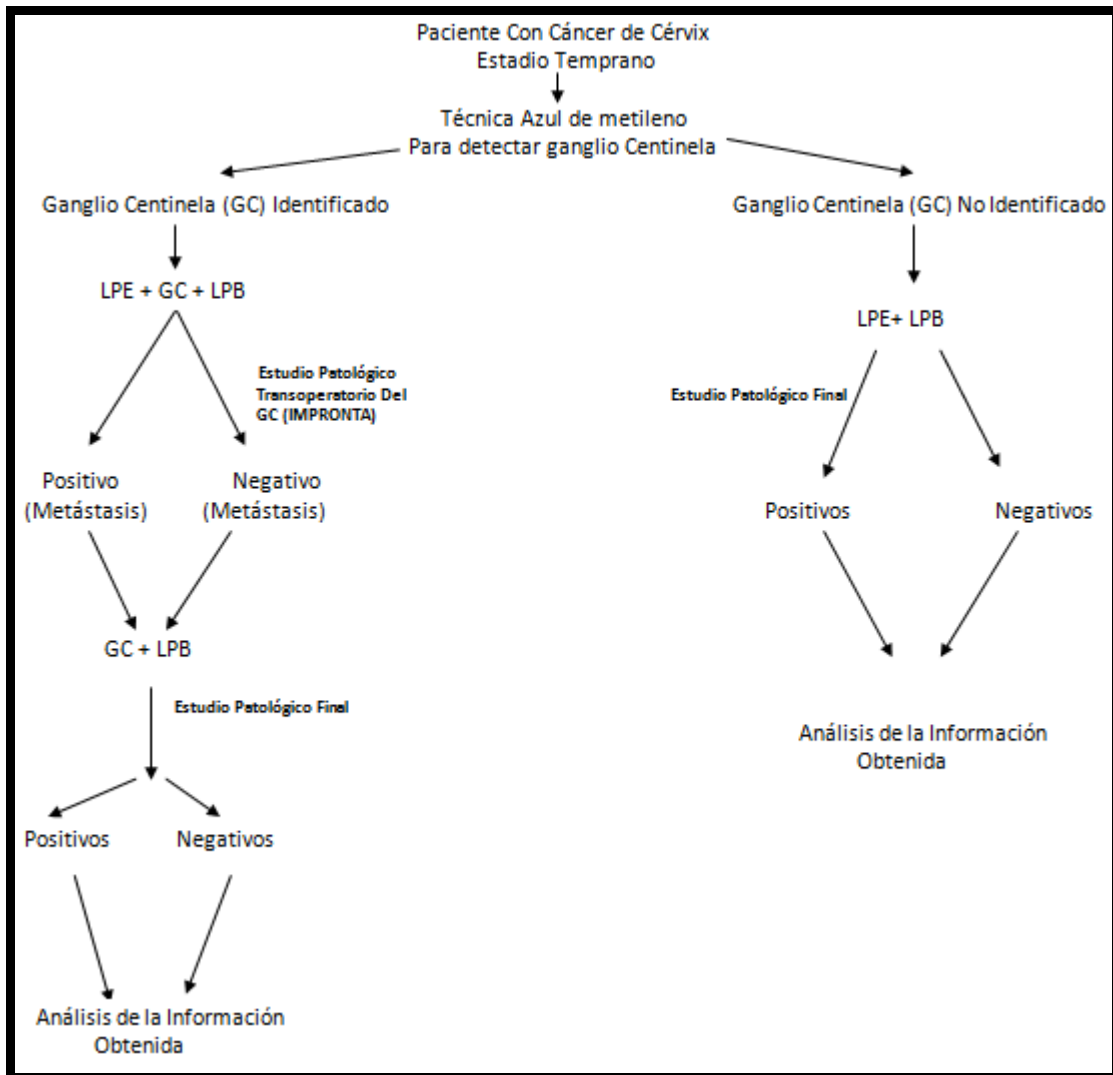 Paciente Con Cáncer de Cérvix
Estadio Temprano
Técnica Azul de metileno
Para detectar ganglio Centinela
Ganglio Centinela (GC) Identificado
Ganglio Centinela (GC) No Identificado
LPE + GC + LPB
LPE+ LPB
Estudio Patológico
Transoperatorio Del
GC (IMPRONTA)
Estudio Patológico Final
Positivo
(Metástasis)
Negativo
(Metástasis)
Positivos
Negativos
GC + LPB
Estudio Patológico Final
Análisis de la Información
Obtenida
Positivos
Negativos
Análisis de la Información
Obtenida